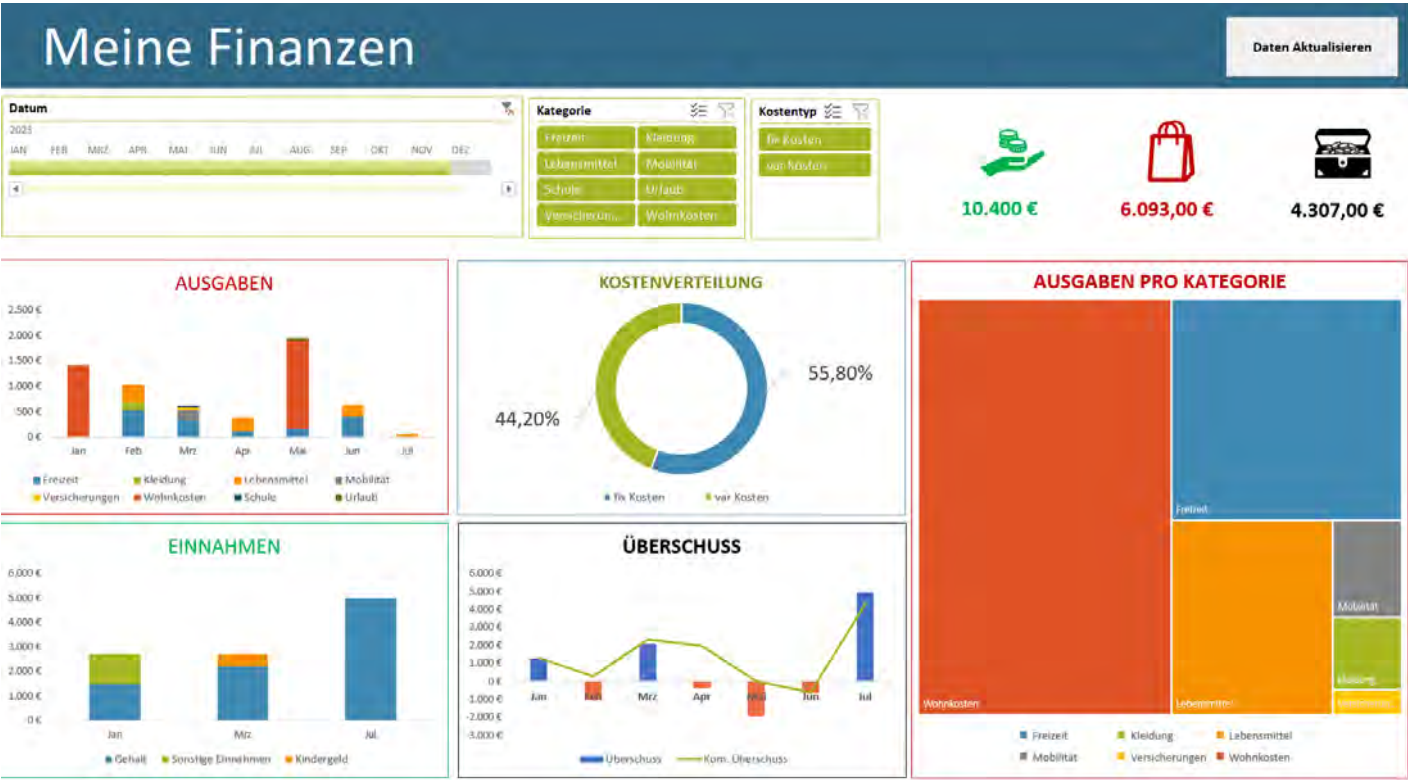 Meine Finanzen
Daten Aktualisieren
Datum
2023
JAN FEB MRZ APR MAI JUN JUL AUG SEP OKT NOV DEZ
Kategorie
Freizeit Kleidung
Lebensmittel Mobilität
Schule Urlaub
Versicherun... Wohnkosten
Kostentyp
fix Kosten
var Kosten
10.400 €
6.093,00 €
4.307,00 €
AUSGABEN
2.500 €
2.000 €
1.500 €
1.000 €
500 €
0 €
Jan Feb Mrz Apr Mai Jun Jul
Freizeit Kleidung Lebensmittel Mobilität
Versicherungen Wohnkosten Schule Urlaub
KOSTENVERTEILUNG
55,80%
44,20%
fix Kosten var Kosten
AUSGABEN PRO KATEGORIE
Freizeit
Mobilität
Kleidung
Wohnkosten
Lebensmittel
Freizeit Kleidung Lebensmittel
Mobilität Versicherungen Wohnkosten
EINNAHMEN
6.000 €
5.000 €
4.000 €
3.000 €
2.000 €
1.000 €
0 €
Jan Mrz Jul
Gehalt Sonstige Einnahmen Kindergeld
ÜBERSCHUSS
6.000 €
5.000 €
4.000 €
3.000 €
2.000 €
1.000 €
0 €
-1.000 €
-2.000 €
-3.000 €
Jan Feb Mrz Apr Mai Jun Jul
Überschuss Kum. Überschuss